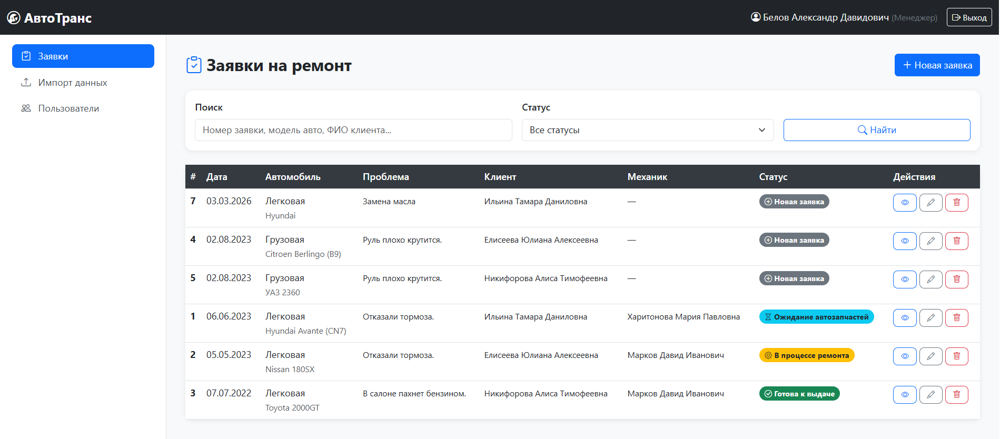 АвтоТранс
Белов Александр Давидович (Менеджер)
Выход
Заявки
Импорт данных
Пользователи
Заявки на ремонт
Новая заявка
Поиск
Статус
Номер заявки, модель авто, ФИО клиента...
Все статусы
Найти
# Дата Автомобиль Проблема Клиент Механик Статус Действия
7 03.03.2026 Легковая Замена масла Ильина Тамара Даниловна — Новая заявка
Hyundai
4 02.08.2023 Грузовая Руль плохо крутится. Елисеева Юлиана Алексеевна — Новая заявка
Citroen Berlingo (B9)
5 02.08.2023 Грузовая Руль плохо крутится. Никифорова Алиса Тимофеевна — Новая заявка
УАЗ 2360
1 06.06.2023 Легковая Отказали тормоза. Ильина Тамара Даниловна Харитонова Мария Павловна Ожидание автозапчастей
Hyundai Avante (CN7)
2 05.05.2023 Легковая Отказали тормоза. Елисеева Юлиана Алексеевна Марков Давид Иванович В процессе ремонта
Nissan 180SX
3 07.07.2022 Легковая В салоне пахнет бензином. Никифорова Алиса Тимофеевна Марков Давид Иванович Готова к выдаче
Toyota 2000GT